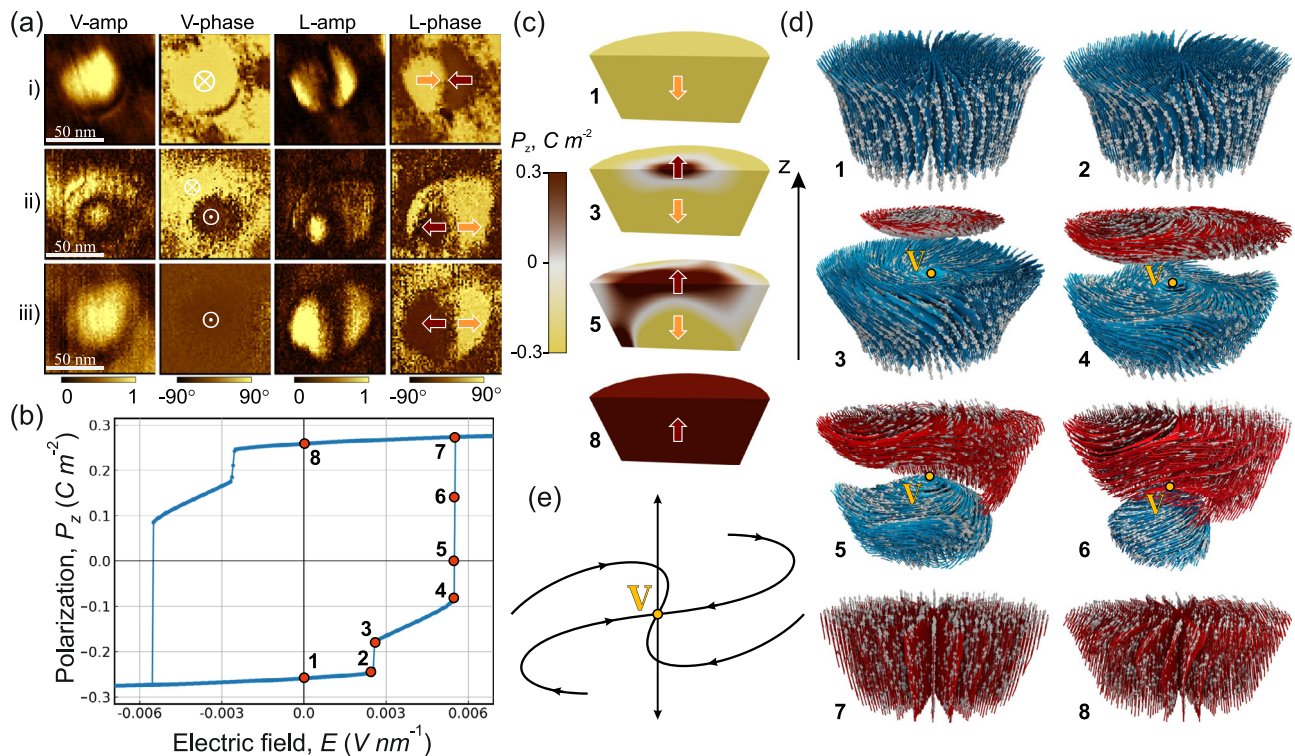 (a)
V-amp V-phase L-amp L-phase
i)
50 nm
ii)
50 nm
iii)
50 nm
0 1 -90° 90° 0 1 -90° 90°
(b)
Polarization, P_z (C m⁻²)
0.3
0.2
0.1
0.0
−0.1
−0.2
−0.3
−0.006 −0.003 0.0 0.003 0.006
Electric field, E (V nm⁻¹)
1
2
3
4
5
6
7
8
(c)
1
P_z, C m⁻²
0.3
0
-0.3
3
5
8
z
(d)
1
2
V
3
V
4
V
5
V
6
7
8
(e)
V